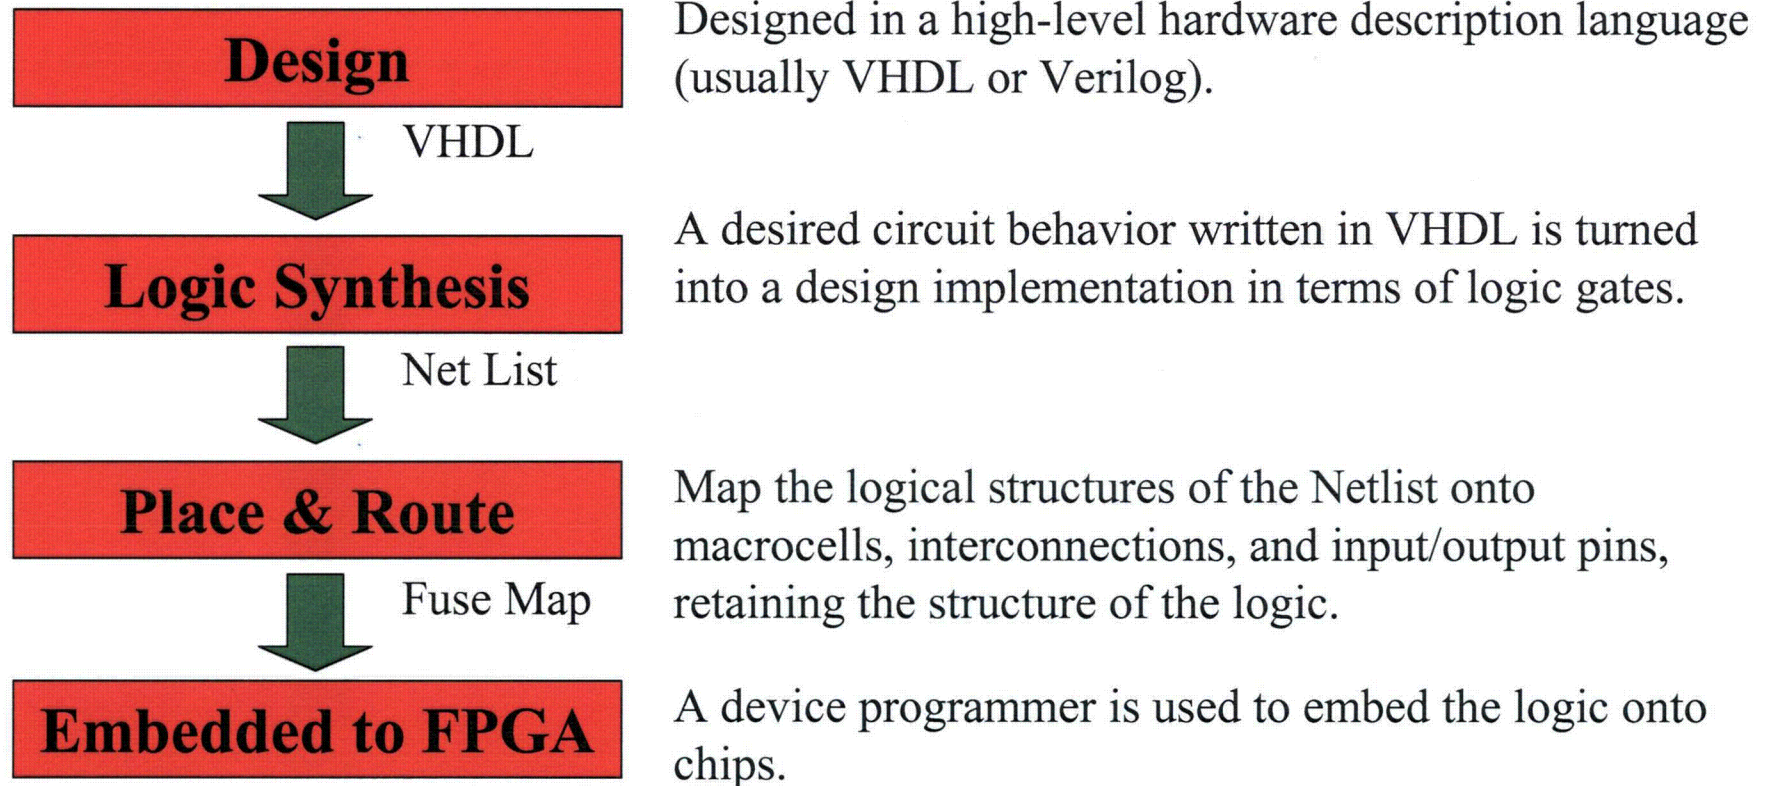 Design
Designed in a high-level hardware description language
(usually VHDL or Verilog).
VHDL
Logic Synthesis
A desired circuit behavior written in VHDL is turned
into a design implementation in terms of logic gates.
Net List
Place & Route
Map the logical structures of the Netlist onto
macrocells, interconnections, and input/output pins,
retaining the structure of the logic.
Fuse Map
Embedded to FPGA
A device programmer is used to embed the logic onto
chips.